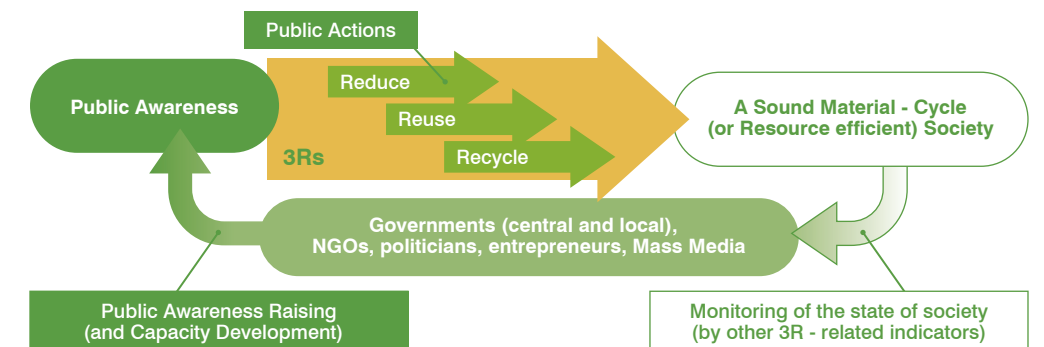 Public Actions
Public Awareness
Reduce
Reuse
Recycle
3Rs
A Sound Material - Cycle
(or Resource efficient) Society
Governments (central and local),
NGOs, politicians, entrepreneurs, Mass Media
Public Awareness Raising
(and Capacity Development)
Monitoring of the state of society
(by other 3R - related indicators)